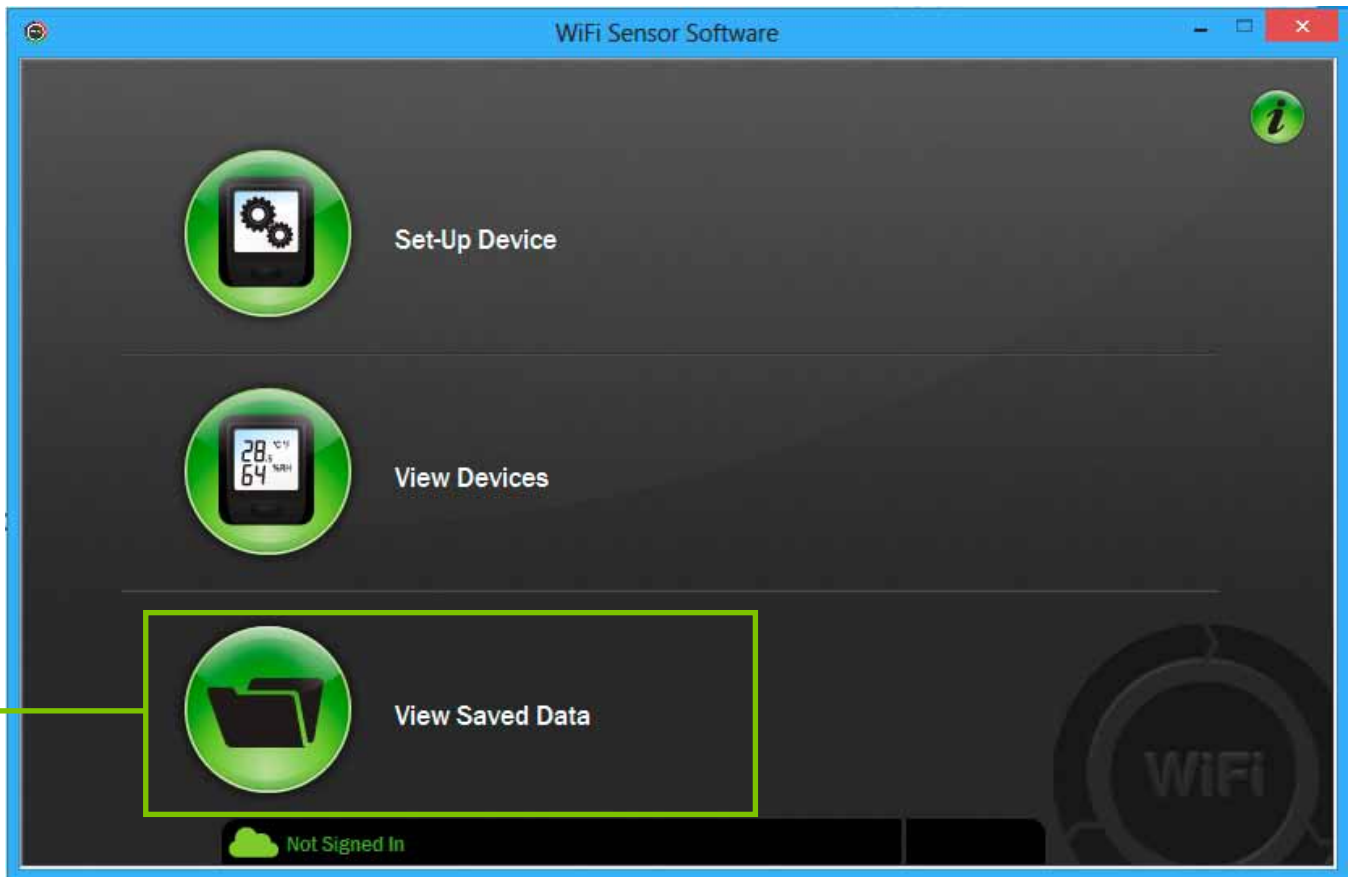 WiFi Sensor Software
i
Set-Up Device
28.5 °C°F
64 %RH
View Devices
View Saved Data
WiFi
Not Signed In